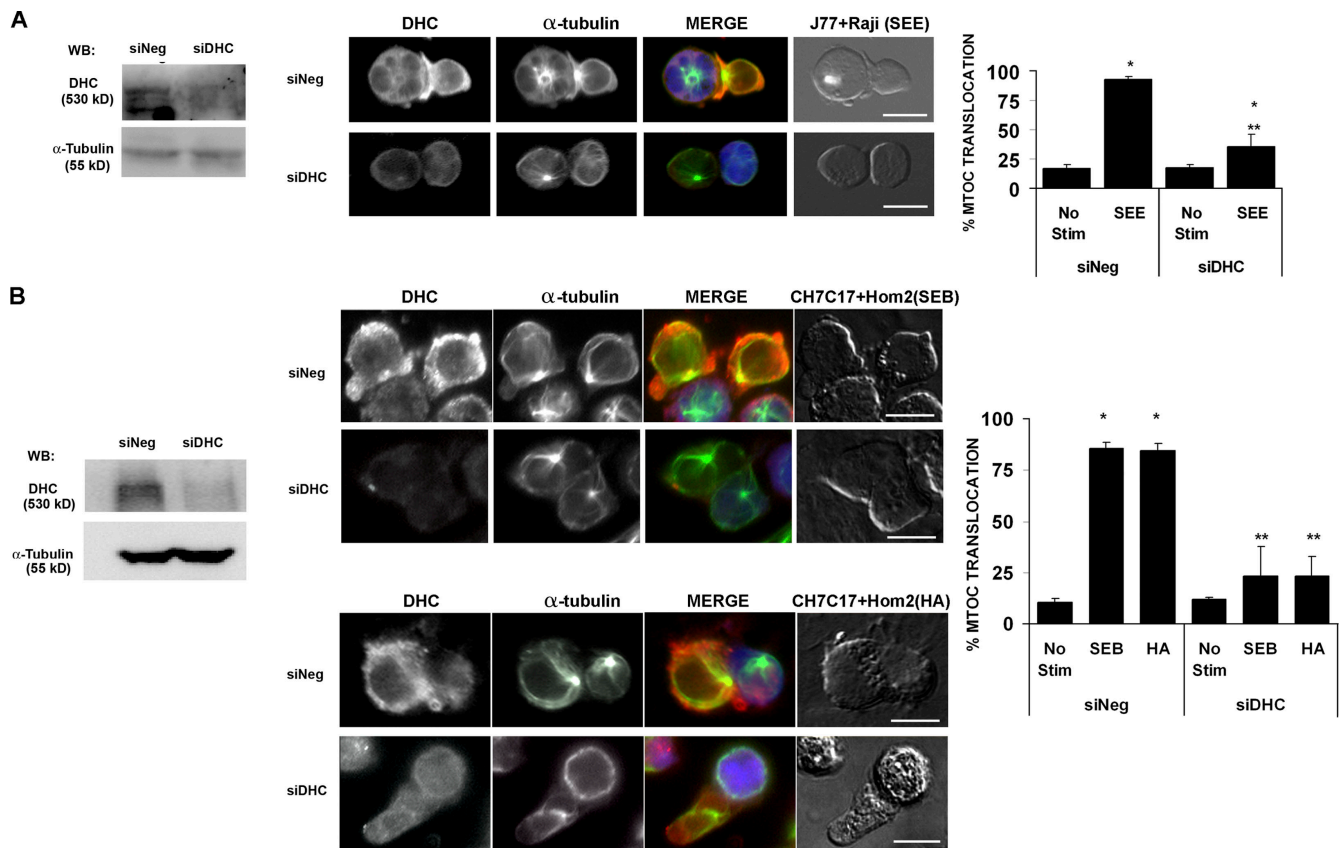 A
WB:
siNeg siDHC
DHC
(530 kD)
α-Tubulin
(55 kD)
DHC α-tubulin MERGE J77+Raji (SEE)
siNeg
siDHC
% MTOC TRANSLOCATION
100
75
50
25
0
*
*
**
No Stim SEE No Stim SEE
siNeg siDHC
B
WB:
siNeg siDHC
DHC
(530 kD)
α-Tubulin
(55 kD)
DHC α-tubulin MERGE CH7C17+Hom2(SEB)
siNeg
siDHC
DHC α-tubulin MERGE CH7C17+Hom2(HA)
siNeg
siDHC
% MTOC TRANSLOCATION
100
75
50
25
0
* *
** **
No Stim SEB HA No Stim SEB HA
siNeg siDHC